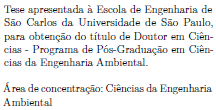 Tese apresentada à Escola de Engenharia de
São Carlos da Universidade de São Paulo,
para obtenção do título de Doutor em Ciên-
cias - Programa de Pós-Graduação em Ciên-
cias da Engenharia Ambiental.
Área de concentração: Ciências da Engenharia
Ambiental